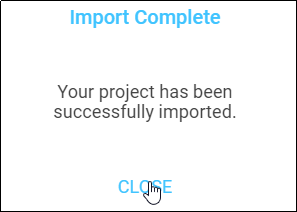 Import Complete
Your project has been
successfully imported.
CLOSE